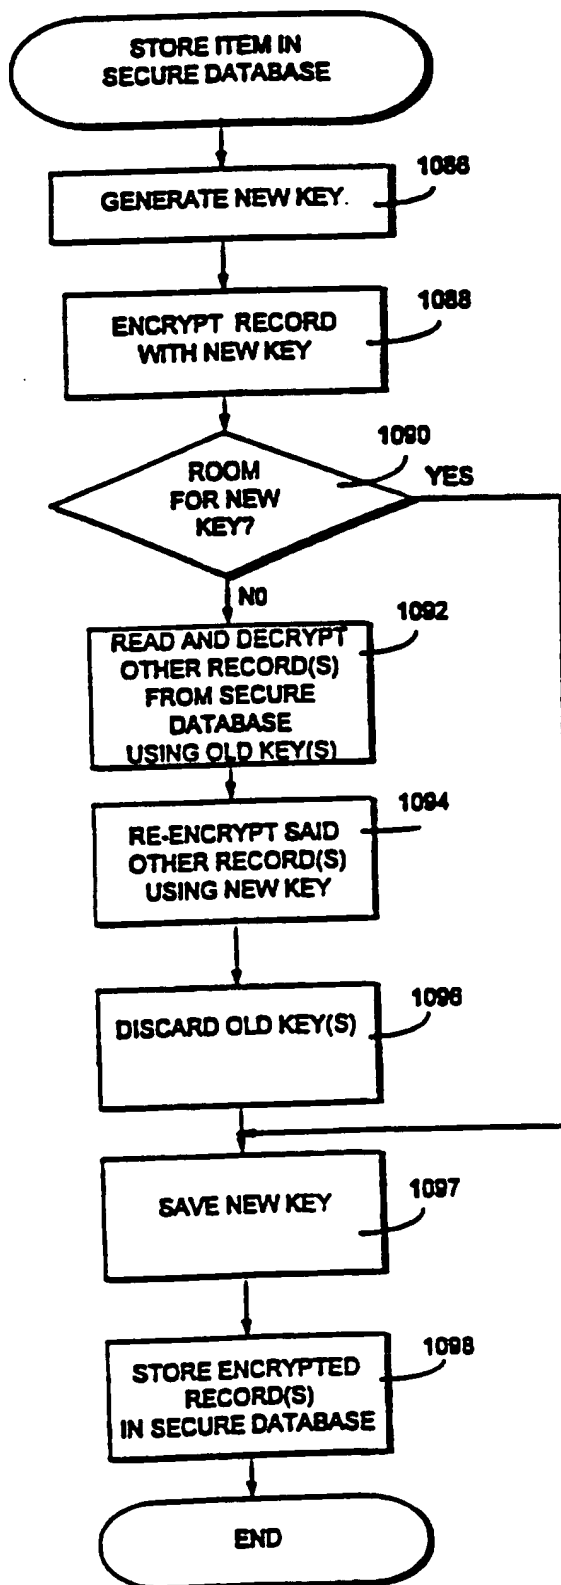 STORE ITEM IN
SECURE DATABASE
1086
GENERATE NEW KEY.
1088
ENCRYPT RECORD
WITH NEW KEY
1090
ROOM
FOR NEW
KEY?
YES
NO
1092
READ AND DECRYPT
OTHER RECORD(S)
FROM SECURE
DATABASE
USING OLD KEY(S)
1094
RE-ENCRYPT SAID
OTHER RECORD(S)
USING NEW KEY
1096
DISCARD OLD KEY(S)
1097
SAVE NEW KEY
1098
STORE ENCRYPTED
RECORD(S)
IN SECURE DATABASE
END